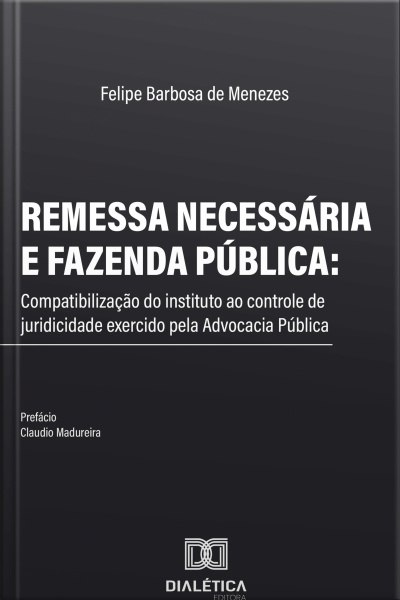 Felipe Barbosa de Menezes
REMESSA NECESSÁRIA
E FAZENDA PÚBLICA:
Compatibilização do instituto ao controle de
juridicidade exercido pela Advocacia Pública
Prefácio
Claudio Madureira
DIALÉTICA
EDITORA